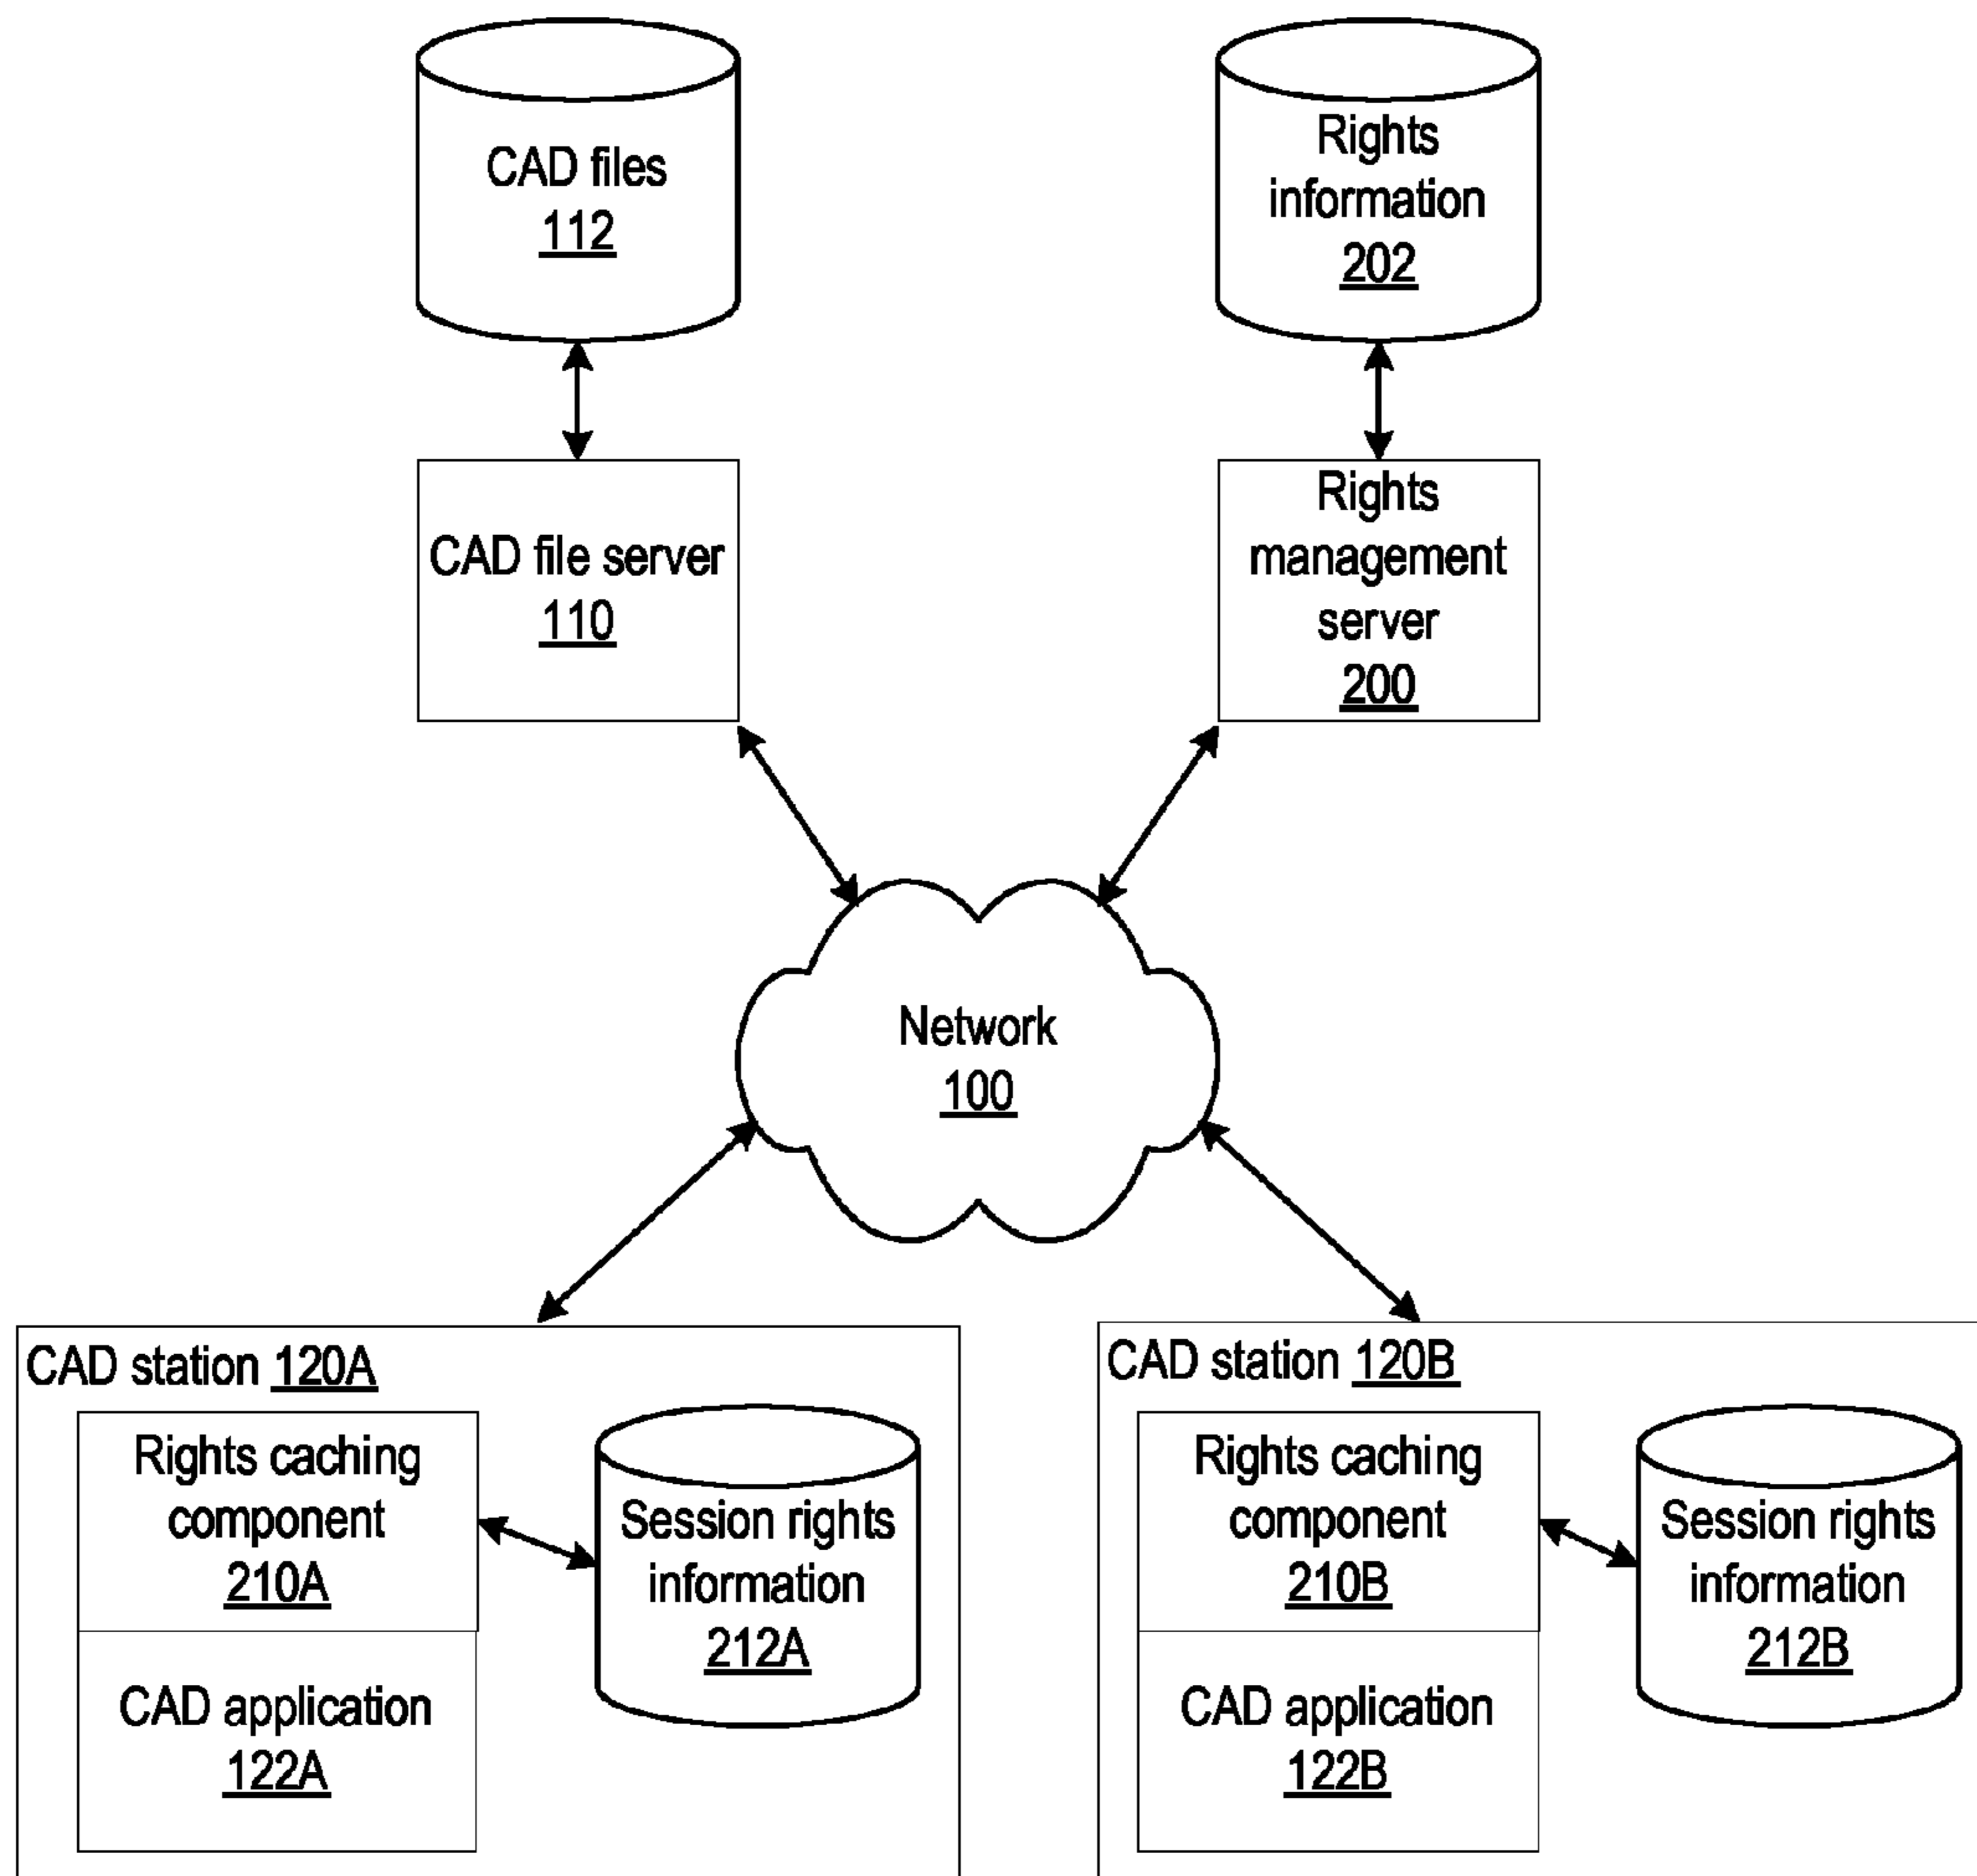 CAD files
112
Rights
information
202
CAD file server
110
Rights
management
server
200
Network
100
CAD station 120A
Rights caching
component
210A
Session rights
information
212A
CAD application
122A
CAD station 120B
Rights caching
component
210B
Session rights
information
212B
CAD application
122B